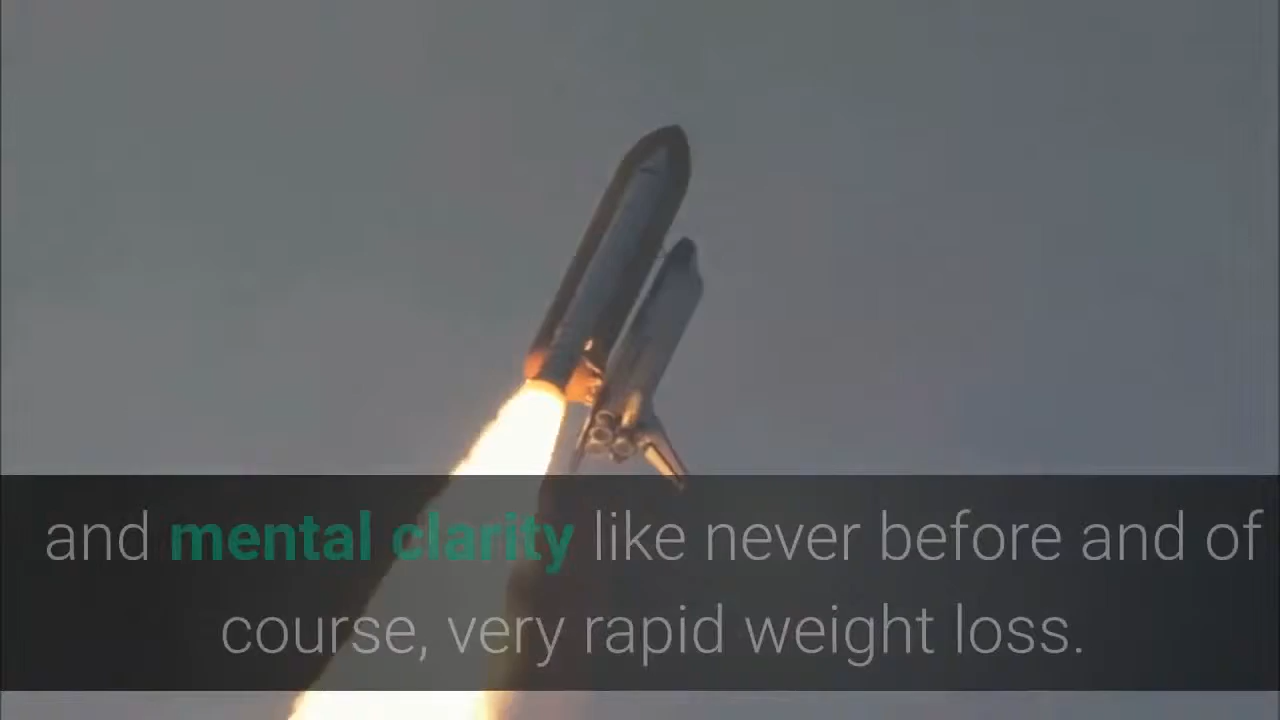 and mental clarity like never before and of
course, very rapid weight loss.